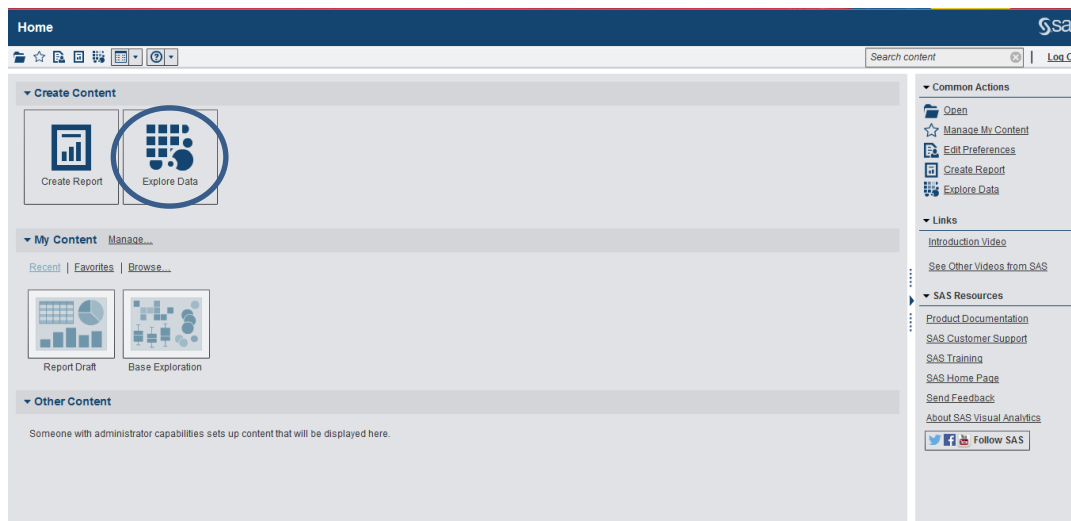 Home
Search content
Create Content
Create Report
Explore Data
My Content Manage...
Recent | Favorites | Browse...
Report Draft
Base Exploration
Other Content
Someone with administrator capabilities sets up content that will be displayed here.
Common Actions
Open
Manage My Content
Edit Preferences
Create Report
Explore Data
Links
Introduction Video
See Other Videos from SAS
SAS Resources
Product Documentation
SAS Customer Support
SAS Training
SAS Home Page
Send Feedback
About SAS Visual Analytics
Follow SAS